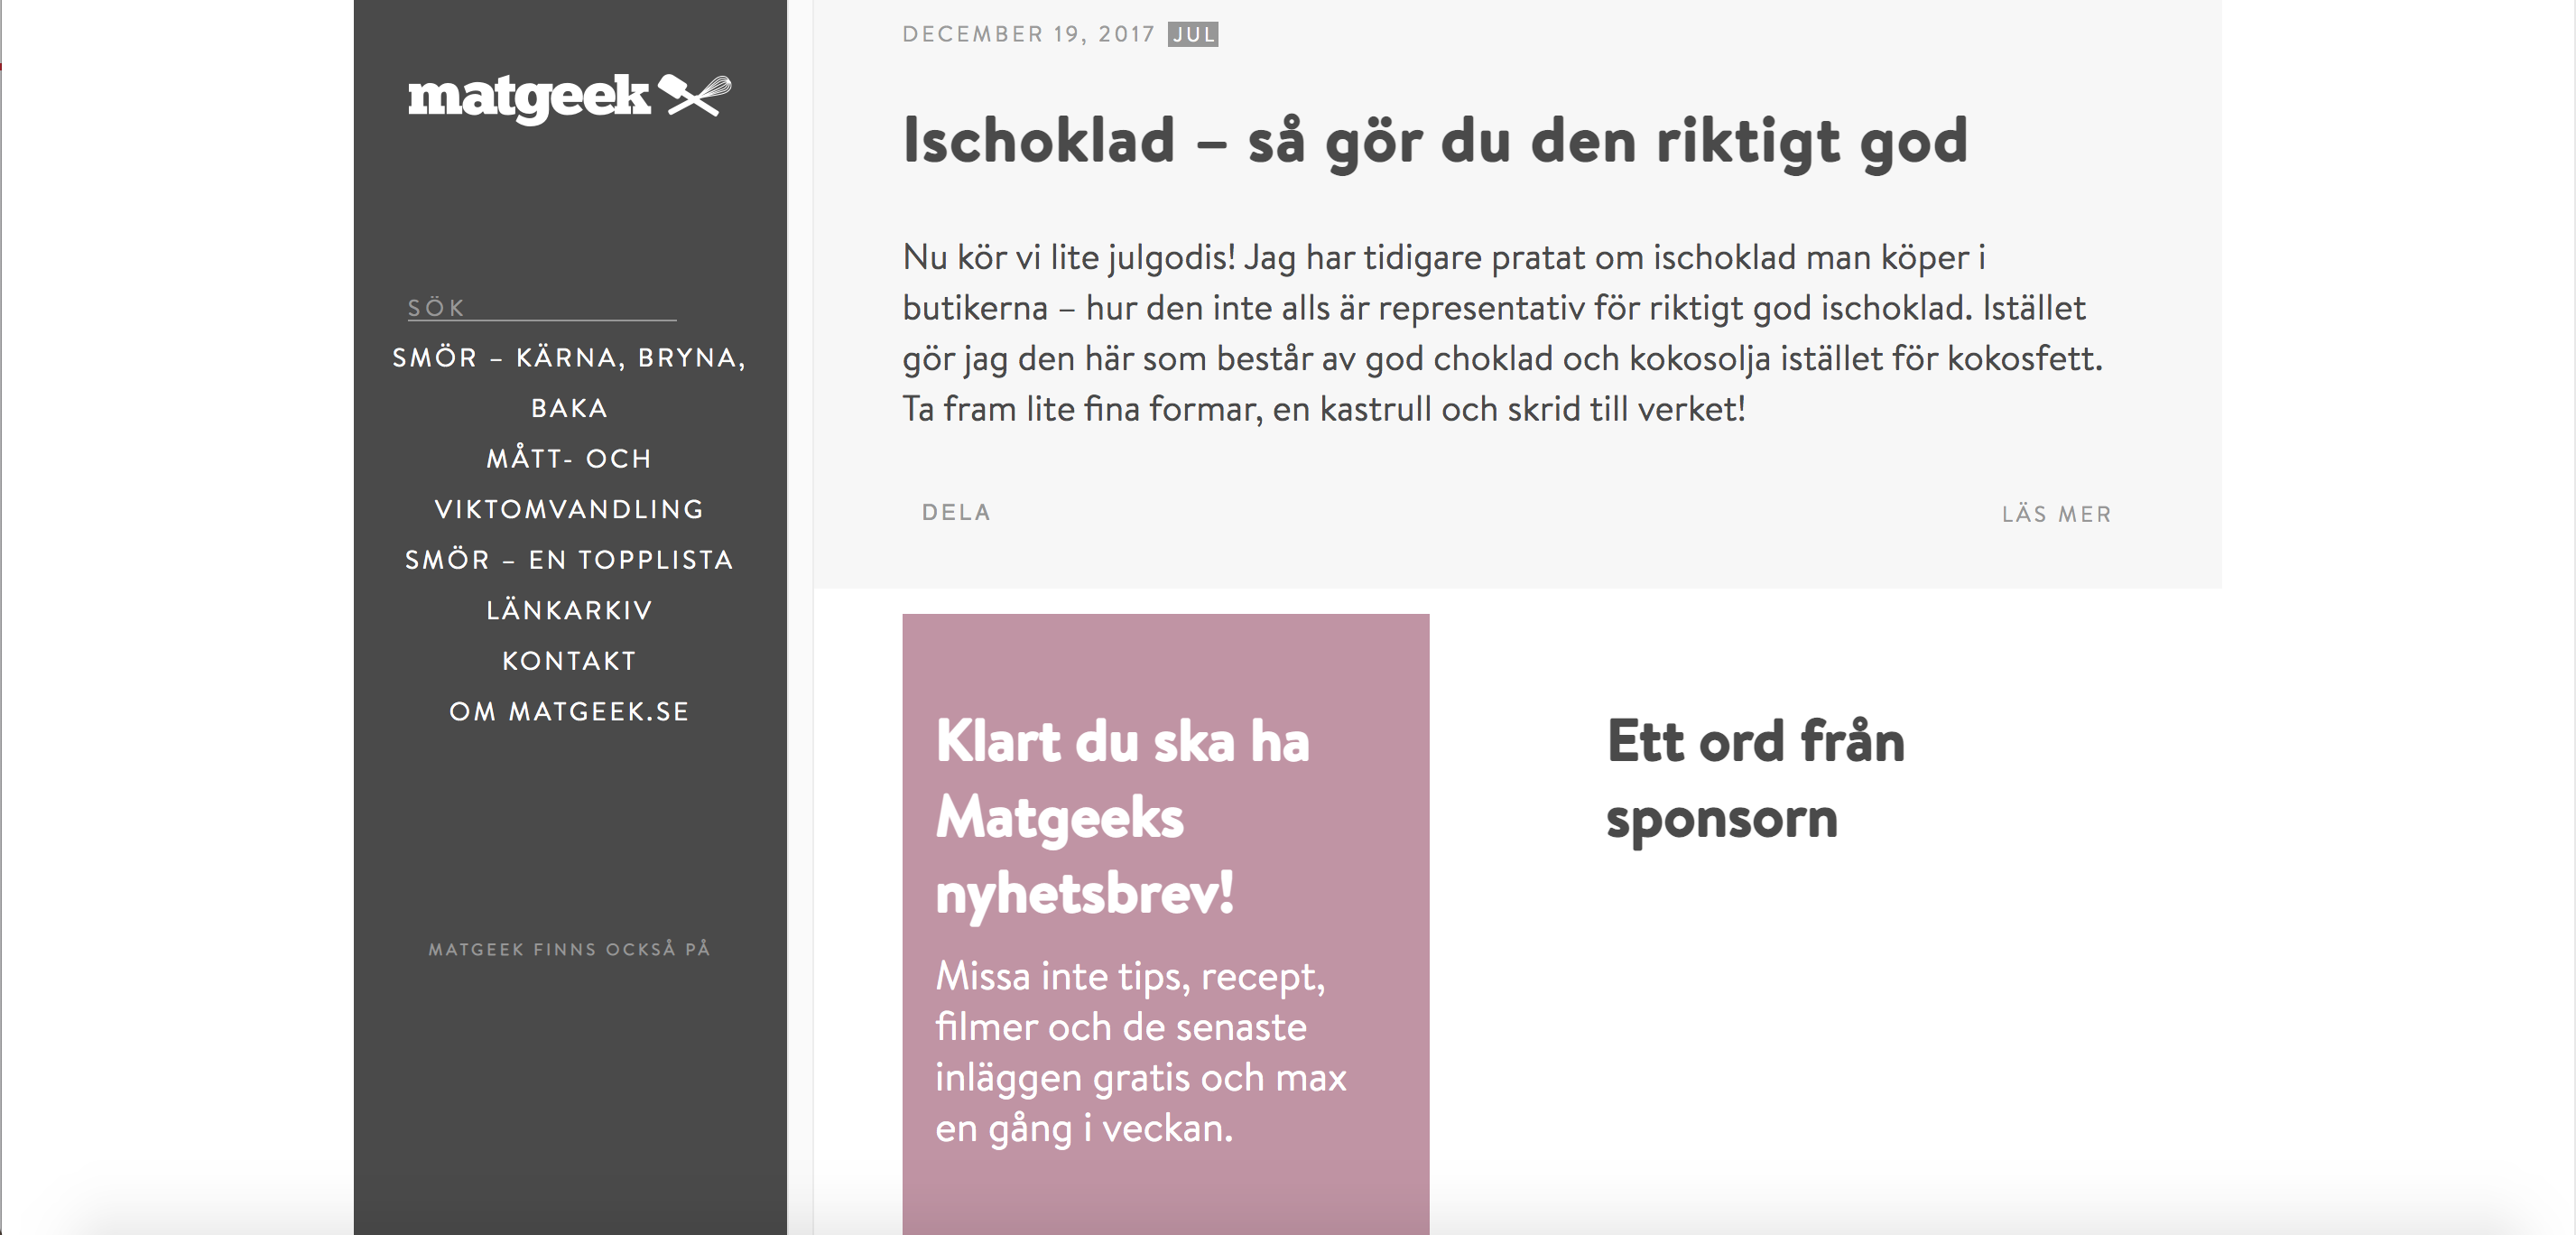 matgeek
SÖK
SMÖR – KÄRNA, BRYNA,
BAKA
MÅTT- OCH
VIKTOMVANDLING
SMÖR – EN TOPPLISTA
LÄNKARKIV
KONTAKT
OM MATGEEK.SE
MATGEEK FINNS OCKSÅ PÅ
DECEMBER 19, 2017 JUL
Ischoklad – så gör du den riktigt god
Nu kör vi lite julgodis! Jag har tidigare pratat om ischoklad man köper i
butikerna – hur den inte alls är representativ för riktigt god ischoklad. Istället
gör jag den här som består av god choklad och kokosolja istället för kokosfett.
Ta fram lite fina formar, en kastrull och skrid till verket!
DELA
LÄS MER
Klart du ska ha
Matgeeks
nyhetsbrev!
Missa inte tips, recept,
filmer och de senaste
inläggen gratis och max
en gång i veckan.
Ett ord från
sponsorn